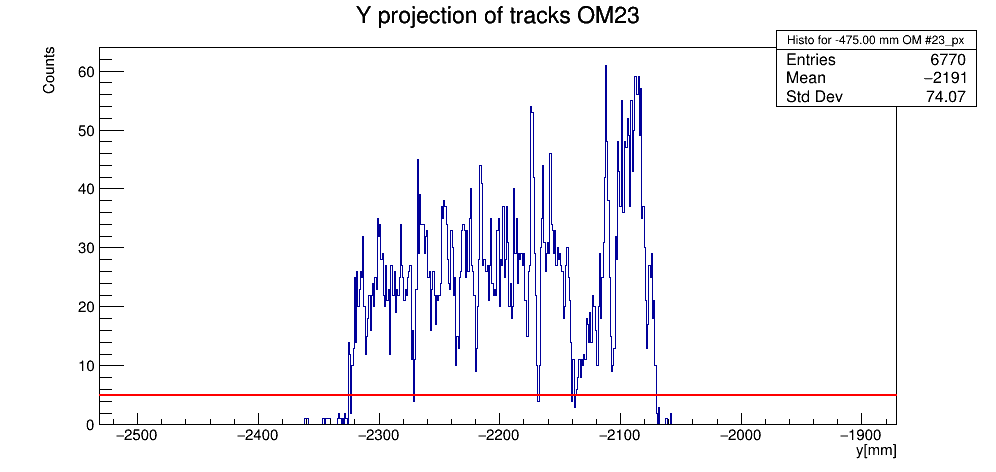 Y projection of tracks OM23
Histo for -475.00 mm OM #23_px
Entries 6770
Mean −2191
Std Dev 74.07
Counts
60
50
40
30
20
10
0
−2500 −2400 −2300 −2200 −2100 −2000 −1900
y[mm]